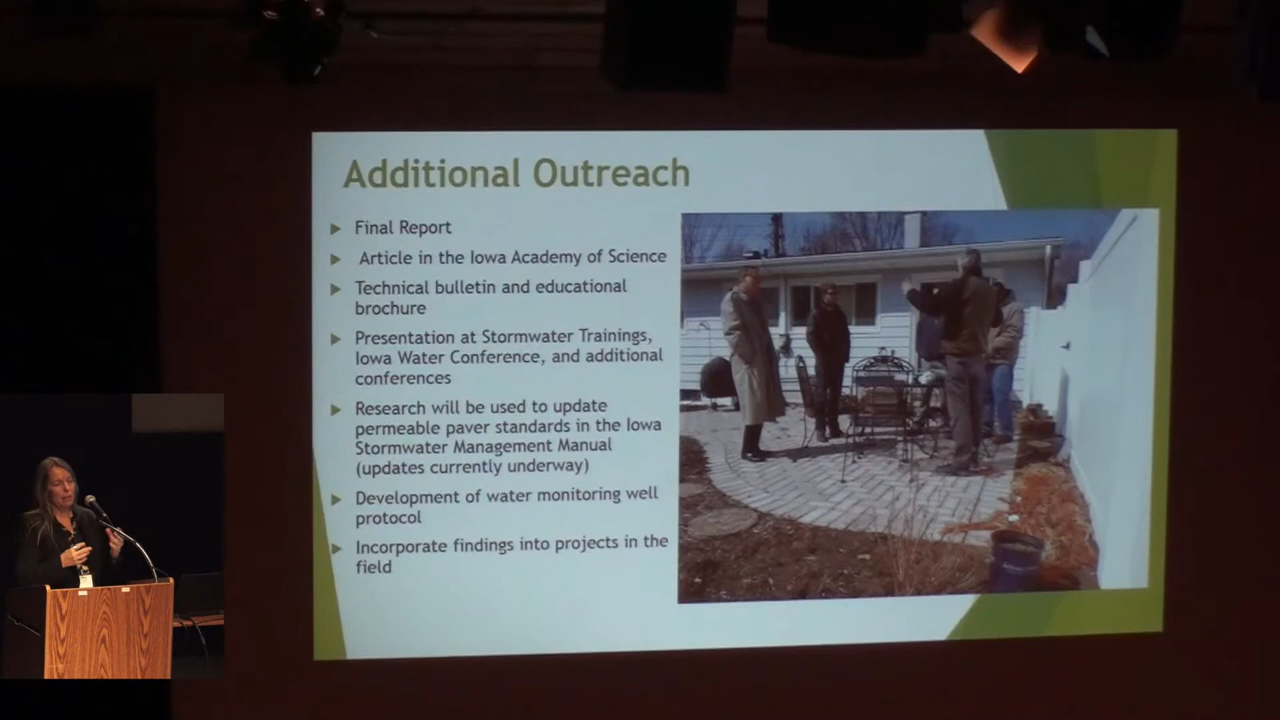 Additional Outreach
Final Report
Article in the Iowa Academy of Science
Technical bulletin and educational
brochure
Presentation at Stormwater Trainings,
Iowa Water Conference, and additional
conferences
Research will be used to update
permeable paver standards in the Iowa
Stormwater Management Manual
(updates currently underway)
Development of water monitoring well
protocol
Incorporate findings into projects in the
field